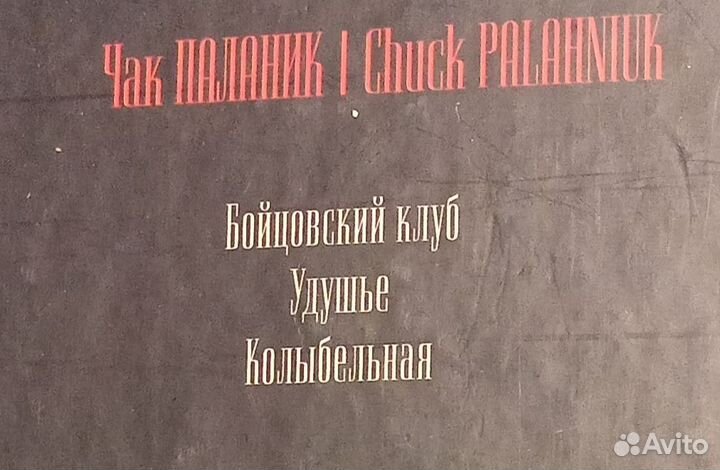 Чак ПАЛАНИК | Chuck PALAHNIUK
Бойцовский клуб
Удушье
Колыбельная
Avito